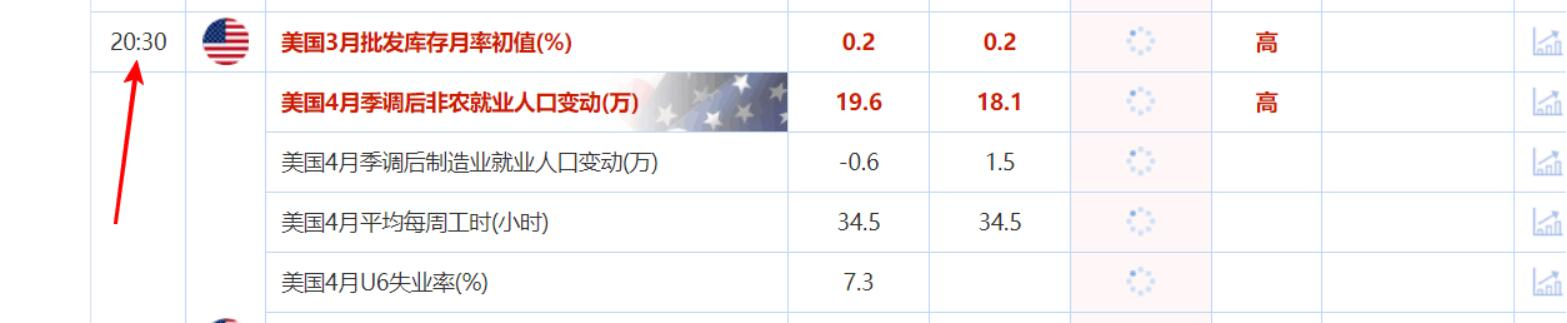 20:30 美国3月批发库存月率初值(%) 0.2 0.2 高
美国4月季调后非农就业人口变动(万) 19.6 18.1 高
美国4月季调后制造业就业人口变动(万) -0.6 1.5
美国4月平均每周工时(小时) 34.5 34.5
美国4月U6失业率(%) 7.3